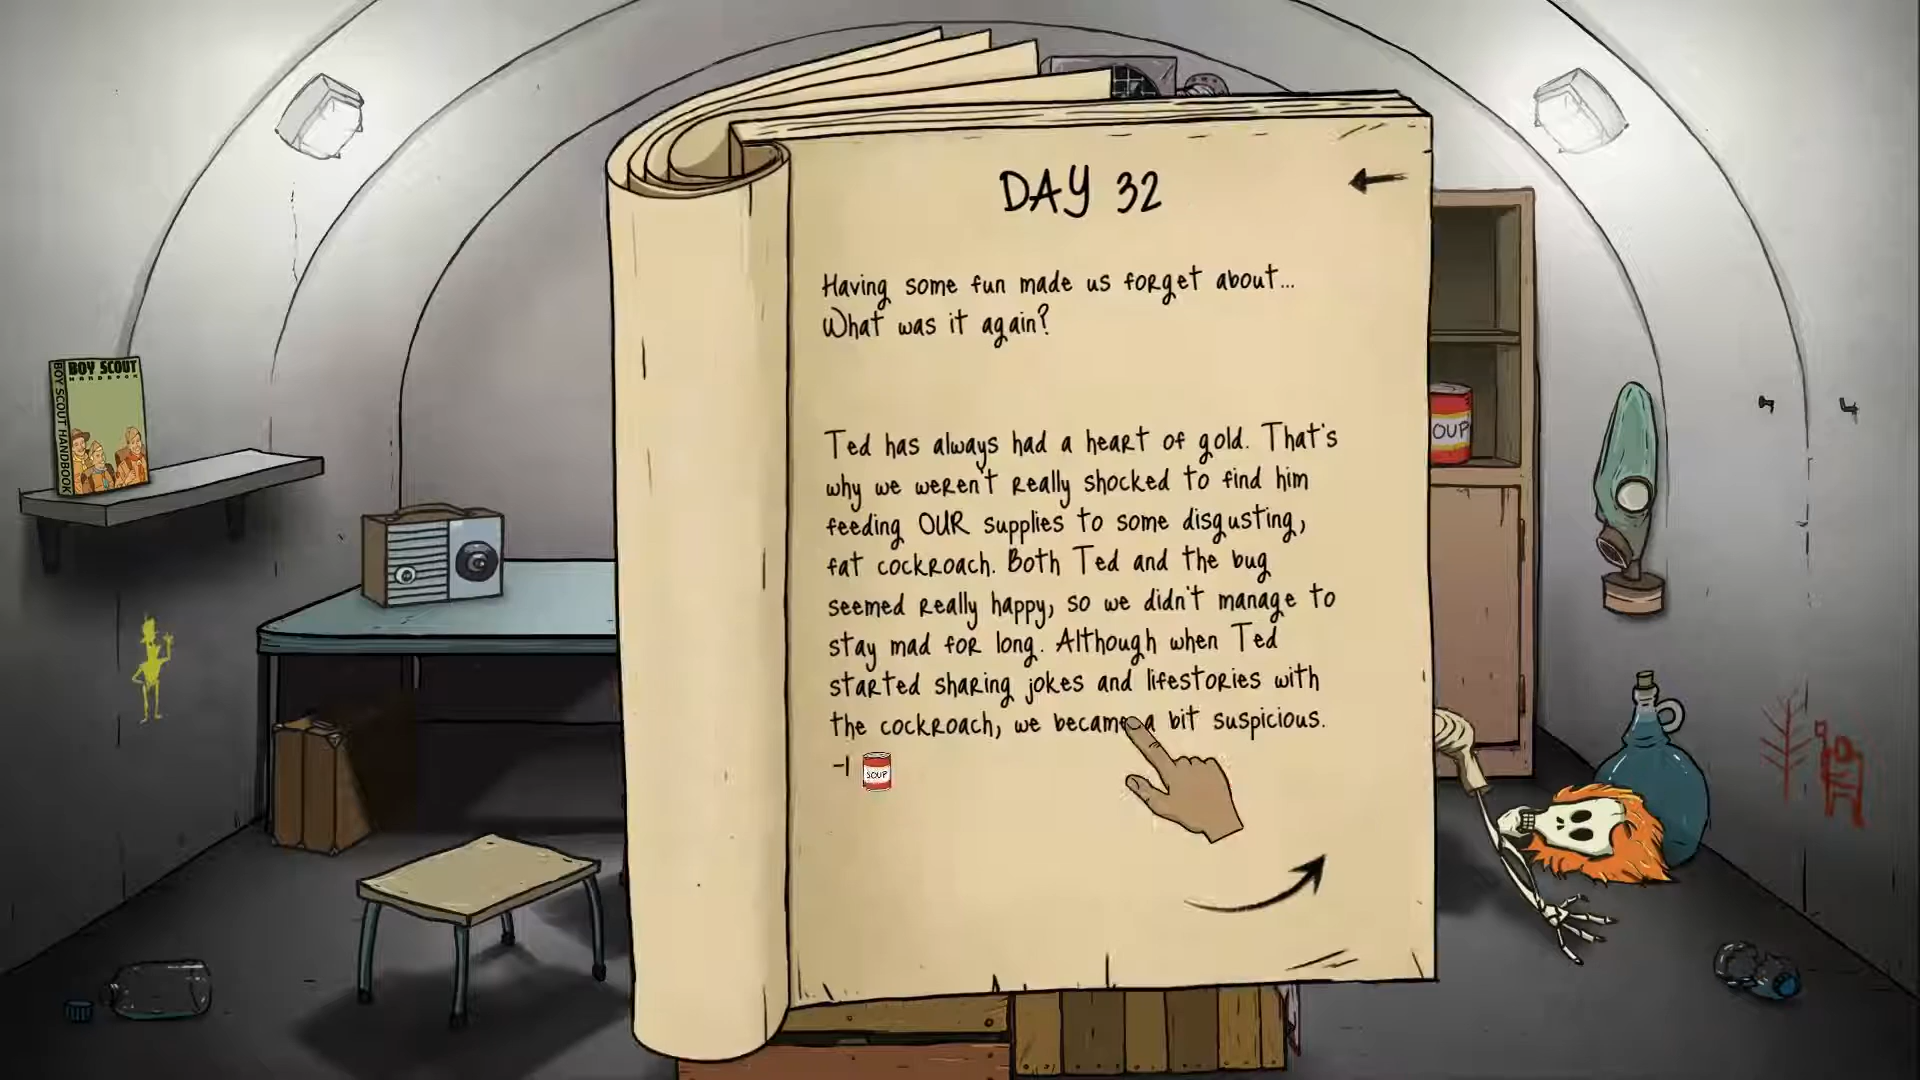 DAY 32
Having some fun made us forget about...
What was it again?
Ted has always had a heart of gold. That's
why we weren't really shocked to find him
feeding OUR supplies to some disgusting,
fat cockroach. Both Ted and the bug
seemed really happy, so we didn't manage to
stay mad for long. Although when Ted
started sharing jokes and lifestories with
the cockroach, we became a bit suspicious.
-1 SOUP
BOY SCOUT
HANDBOOK
BOY SCOUT HANDBOOK
OUP